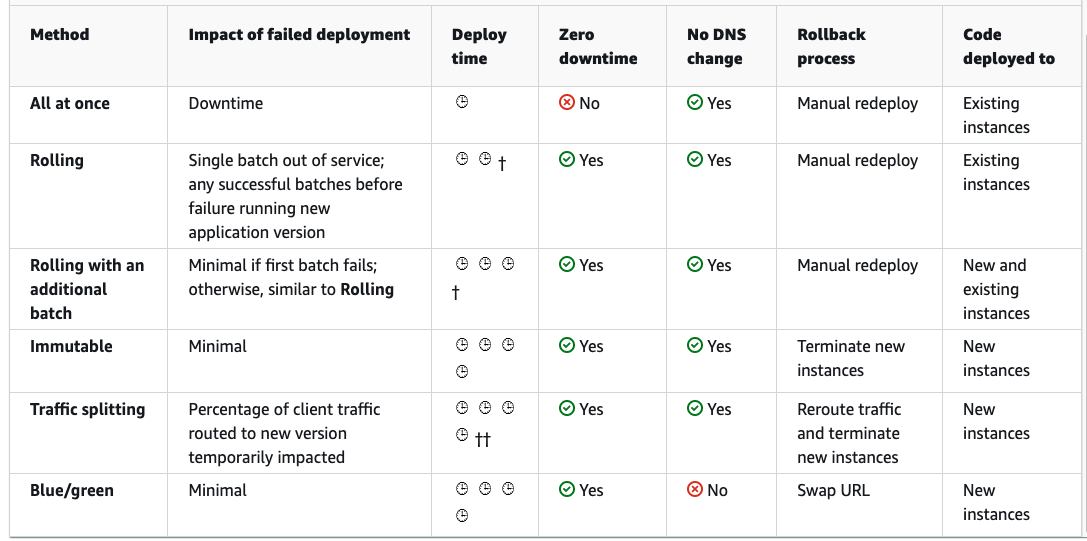 Method
Impact of failed deployment
Deploy
time
Zero
downtime
No DNS
change
Rollback
process
Code
deployed to
All at once
Downtime
No
Yes
Manual redeploy
Existing
instances
Rolling
Single batch out of service;
any successful batches before
failure running new
application version
†
Yes
Yes
Manual redeploy
Existing
instances
Rolling with an
additional
batch
Minimal if first batch fails;
otherwise, similar to Rolling
†
Yes
Yes
Manual redeploy
New and
existing
instances
Immutable
Minimal
Yes
Yes
Terminate new
instances
New
instances
Traffic splitting
Percentage of client traffic
routed to new version
temporarily impacted
††
Yes
Yes
Reroute traffic
and terminate
new instances
New
instances
Blue/green
Minimal
Yes
No
Swap URL
New
instances